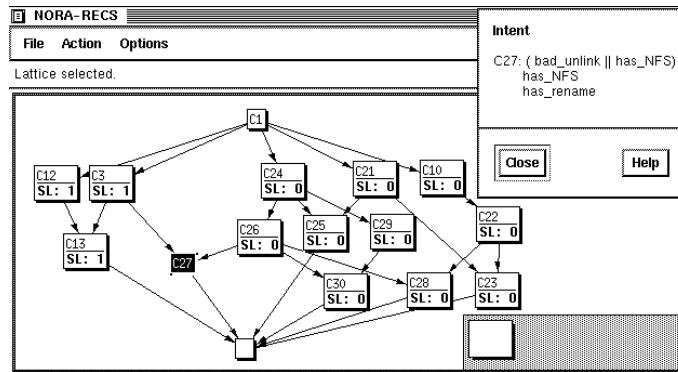 NORA-RECS
File Action Options
Lattice selected.
Intent
C27: ( bad_unlink || has_NFS)
has_NFS
has_rename
Close Help
C1
C12
SL: 1
C3
SL: 1
C24
SL: 0
C21
SL: 0
C10
SL: 0
C13
SL: 1
C27
C26
SL: 0
C25
SL: 0
C29
SL: 0
C22
SL: 0
C30
SL: 0
C28
SL: 0
C23
SL: 0